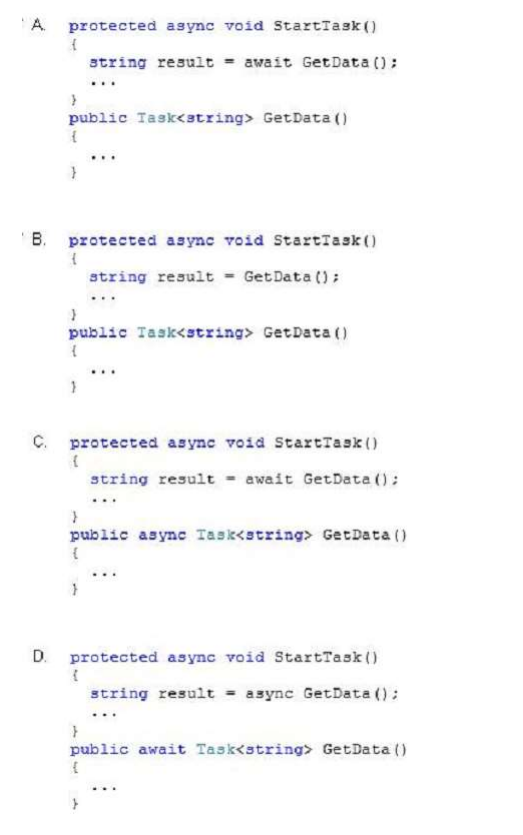 A. protected async void StartTask()
{
string result = await GetData();
...
}
public Task<string> GetData()
{
...
}
B. protected async void StartTask()
{
string result = GetData();
...
}
public Task<string> GetData()
{
...
}
C. protected async void StartTask()
{
string result = await GetData();
...
}
public async Task<string> GetData()
{
...
}
D. protected async void StartTask()
{
string result = async GetData();
...
}
public await Task<string> GetData()
{
...
}